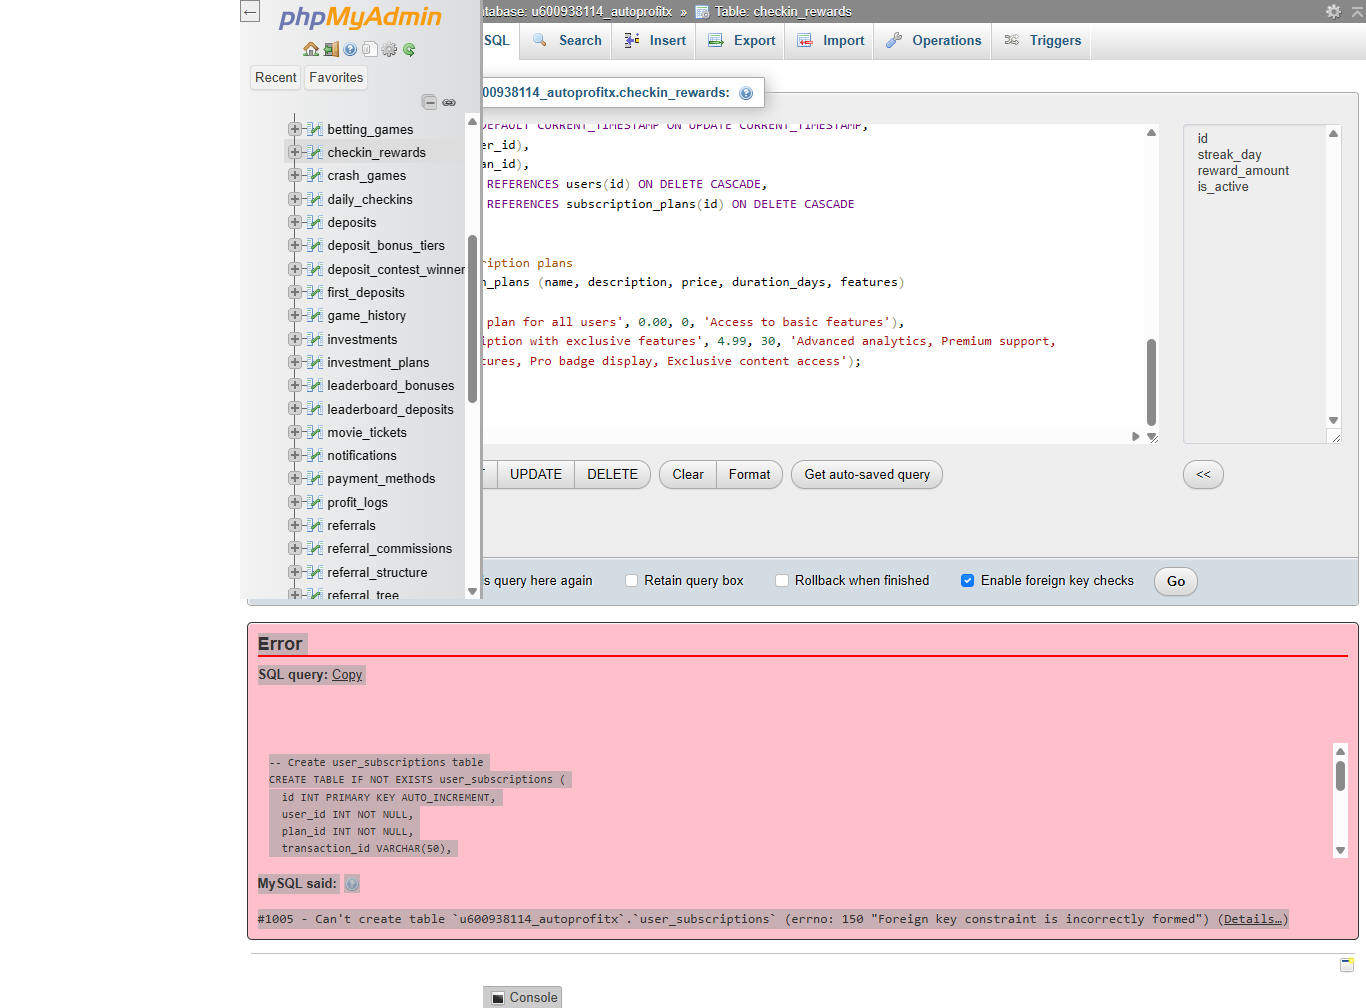 phpMyAdmin
Recent
Favorites
betting_games
checkin_rewards
crash_games
daily_checkins
deposits
deposit_bonus_tiers
deposit_contest_winner
first_deposits
game_history
investments
investment_plans
leaderboard_bonuses
leaderboard_deposits
movie_tickets
notifications
payment_methods
profit_logs
referrals
referral_commissions
referral_structure
referral_tree
tabase: u600938114_autoprofitx » Table: checkin_rewards
SQL
Search
Insert
Export
Import
Operations
Triggers
00938114_autoprofitx.checkin_rewards:
DEFAULT CURRENT_TIMESTAMP ON UPDATE CURRENT_TIMESTAMP,
er_id),
an_id),
REFERENCES users(id) ON DELETE CASCADE,
REFERENCES subscription_plans(id) ON DELETE CASCADE
ription plans
n_plans (name, description, price, duration_days, features)
plan for all users', 0.00, 0, 'Access to basic features'),
iption with exclusive features', 4.99, 30, 'Advanced analytics, Premium support,
tures, Pro badge display, Exclusive content access');
id
streak_day
reward_amount
is_active
UPDATE
DELETE
Clear
Format
Get auto-saved query
<<
s query here again
Retain query box
Rollback when finished
Enable foreign key checks
Go
Error
SQL query: Copy
-- Create user_subscriptions table
CREATE TABLE IF NOT EXISTS user_subscriptions (
id INT PRIMARY KEY AUTO_INCREMENT,
user_id INT NOT NULL,
plan_id INT NOT NULL,
transaction_id VARCHAR(50),
MySQL said:
#1005 - Can't create table `u600938114_autoprofitx`.`user_subscriptions` (errno: 150 "Foreign key constraint is incorrectly formed") (Details…)
Console